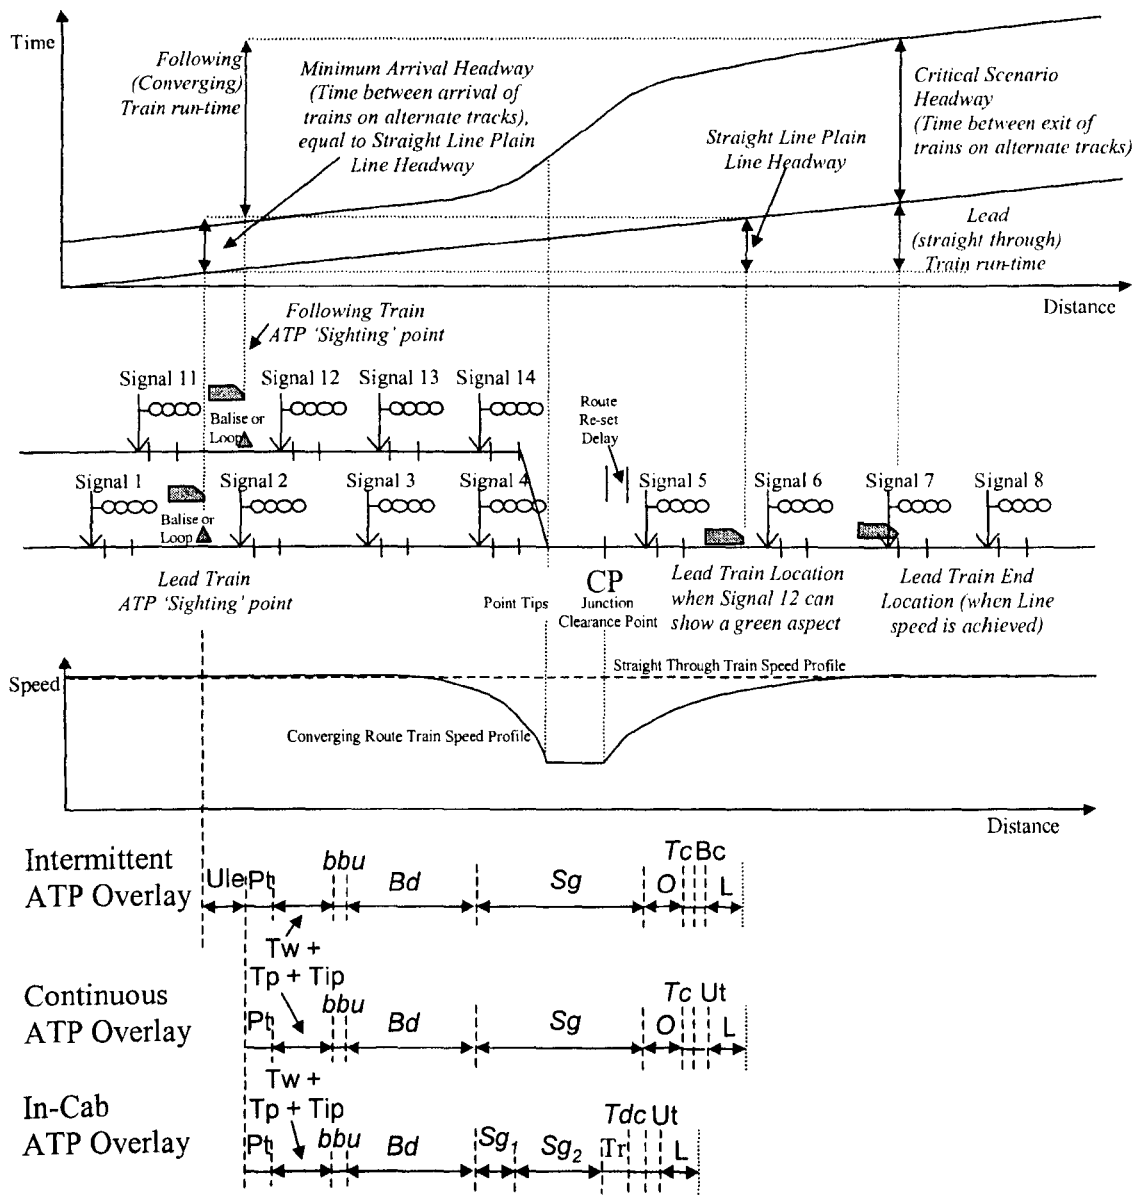 Time
Following
(Converging)
Train run-time
Minimum Arrival Headway
(Time between arrival of
trains on alternate tracks),
equal to Straight Line Plain
Line Headway
Straight Line Plain
Line Headway
Critical Scenario
Headway
(Time between exit of
trains on alternate tracks)
Lead
(straight through)
Train run-time
Distance
Following Train
ATP ‘Sighting’ point
Signal 11
Signal 12
Signal 13
Signal 14
Balise or
Loop
Route
Re-set
Delay
Signal 1
Signal 2
Signal 3
Signal 4
Signal 5
Signal 6
Signal 7
Signal 8
Balise or
Loop
Lead Train
ATP ‘Sighting’ point
Point Tips
CP
Junction
Clearance Point
Lead Train Location
when Signal 12 can
show a green aspect
Lead Train End
Location (when Line
speed is achieved)
Speed
Straight Through Train Speed Profile
Converging Route Train Speed Profile
Distance
Intermittent
ATP Overlay
Ule Pt bbu Bd Sg O Tc Bc L
Tw +
Tp + Tip
Continuous
ATP Overlay
Pt bbu Bd Sg O Tc Ut L
Tw +
Tp + Tip
In-Cab
ATP Overlay
Pt bbu Bd Sg1 Sg2 Tr Tdc Ut L